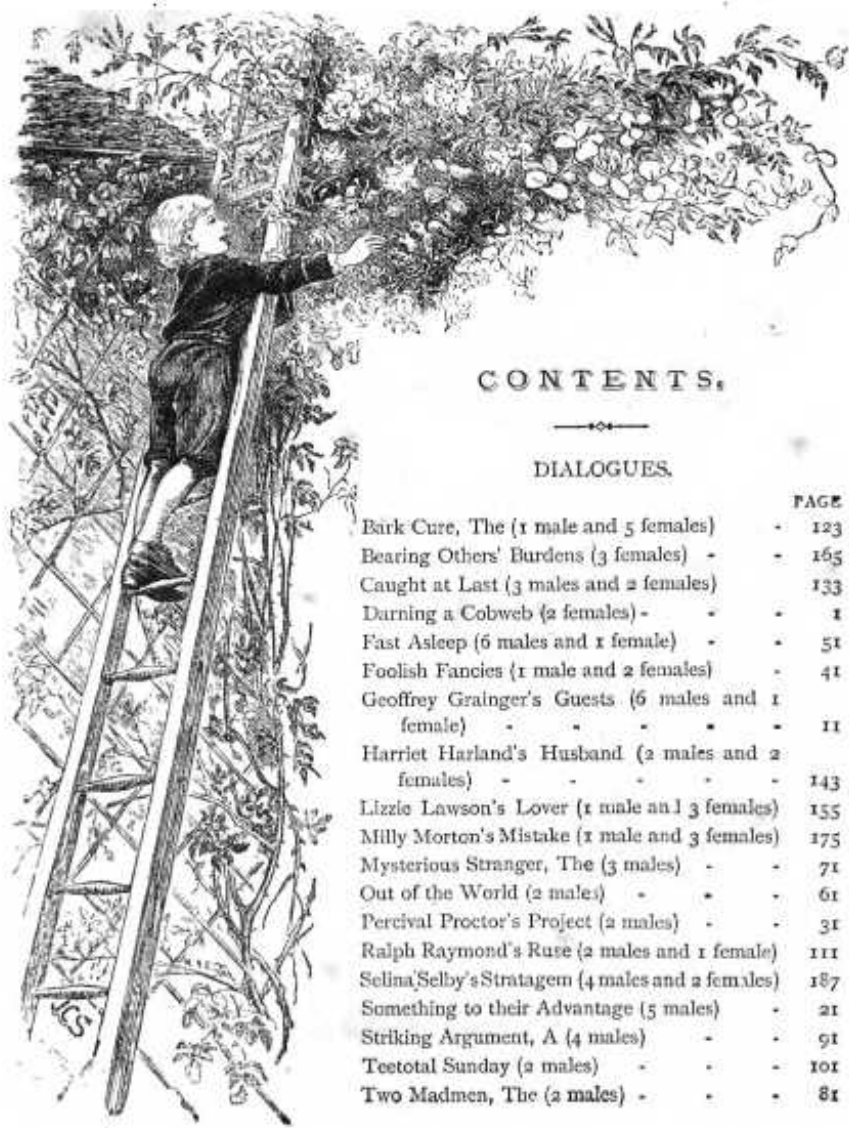 CONTENTS.
DIALOGUES.
PAGE
Bark Cure, The (1 male and 5 females) - 123
Bearing Others' Burdens (3 females) - - 165
Caught at Last (3 males and 2 females) 133
Darning a Cobweb (2 females) - - - 1
Fast Asleep (6 males and 1 female) - - 51
Foolish Fancies (1 male and 2 females) - 41
Geoffrey Grainger's Guests (6 males and 1
female) - - - - - 11
Harriet Harland's Husband (2 males and 2
females) - - - - - 143
Lizzie Lawson's Lover (1 male and 3 females) 155
Milly Morton's Mistake (1 male and 3 females) 175
Mysterious Stranger, The (3 males) - - 71
Out of the World (2 males) - - - 61
Percival Proctor's Project (2 males) - - 31
Ralph Raymond's Ruse (2 males and 1 female) 111
Selina Selby's Stratagem (4 males and 2 females) 187
Something to their Advantage (5 males) - 21
Striking Argument, A (4 males) - - 91
Teetotal Sunday (2 males) - - - 101
Two Madmen, The (2 males) - - - 81
JCS